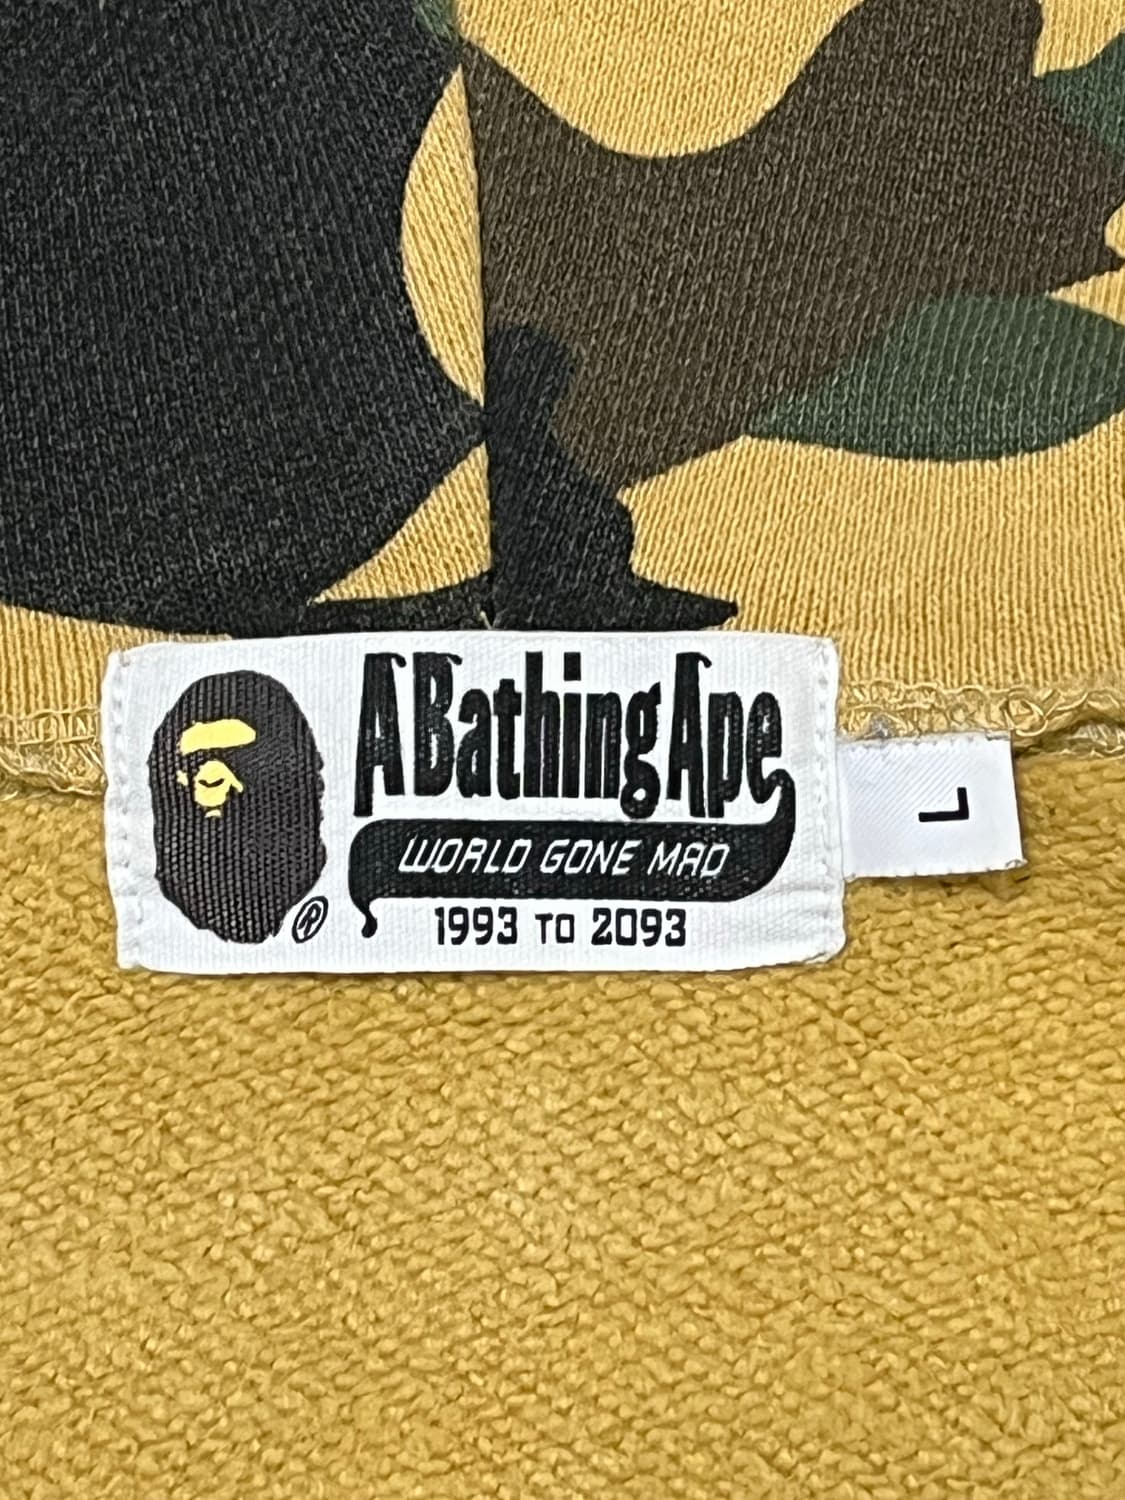 A Bathing Ape
WORLD GONE MAD
1993 TO 2093
®
L